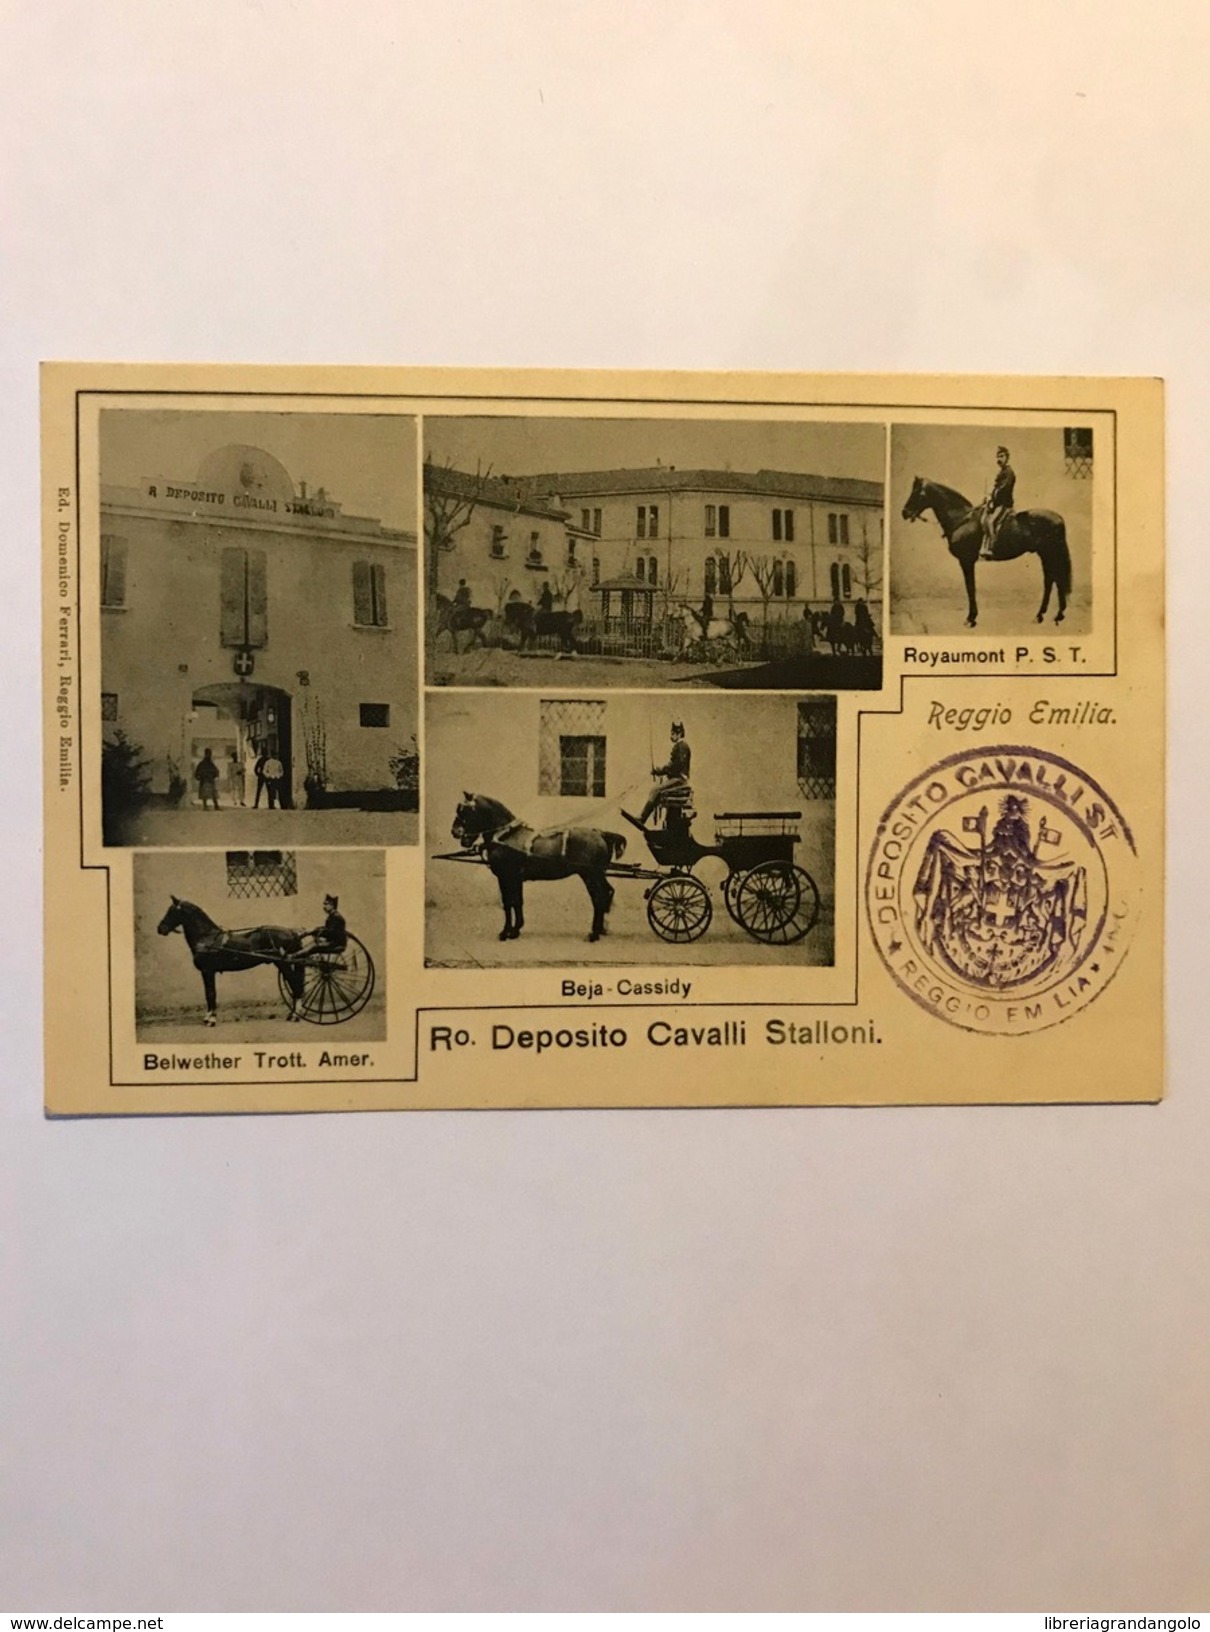 Ed. Domenico Ferrari, Reggio Emilia.
R DEPOSITO CAVALLI STALLONI
Royaumont P. S. T.
Reggio Emilia.
DEPOSITO CAVALLI ST
REGGIO EM LIA
Beja - Cassidy
Belwether Trott. Amer.
Ro. Deposito Cavalli Stalloni.
delcampe.net
libreriagrandangolo